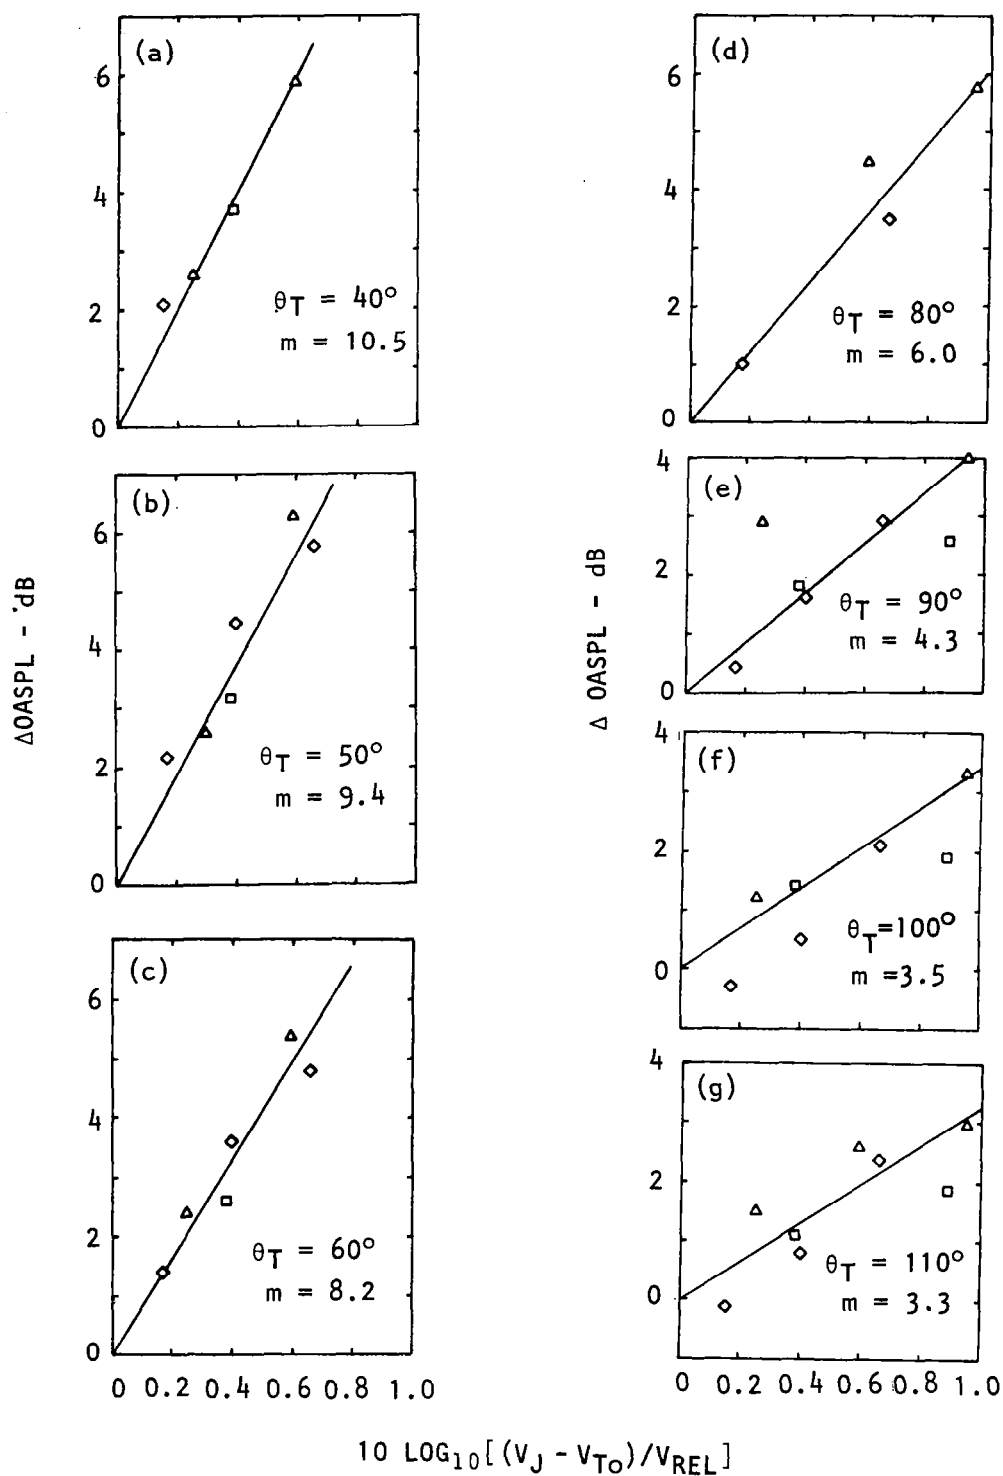 (a)
6
4
2
0
θT = 40°
m = 10.5
(b)
6
4
2
0
θT = 50°
m = 9.4
(c)
6
4
2
0
θT = 60°
m = 8.2
0 0.2 0.4 0.6 0.8 1.0
ΔOASPL - dB
(d)
6
4
2
0
θT = 80°
m = 6.0
(e)
4
2
0
θT = 90°
m = 4.3
(f)
4
2
0
θT=100°
m =3.5
(g)
4
2
0
θT = 110°
m = 3.3
0 0.2 0.4 0.6 0.8 1.0
Δ OASPL - dB
10 LOG10[(VJ - VTo)/VREL]